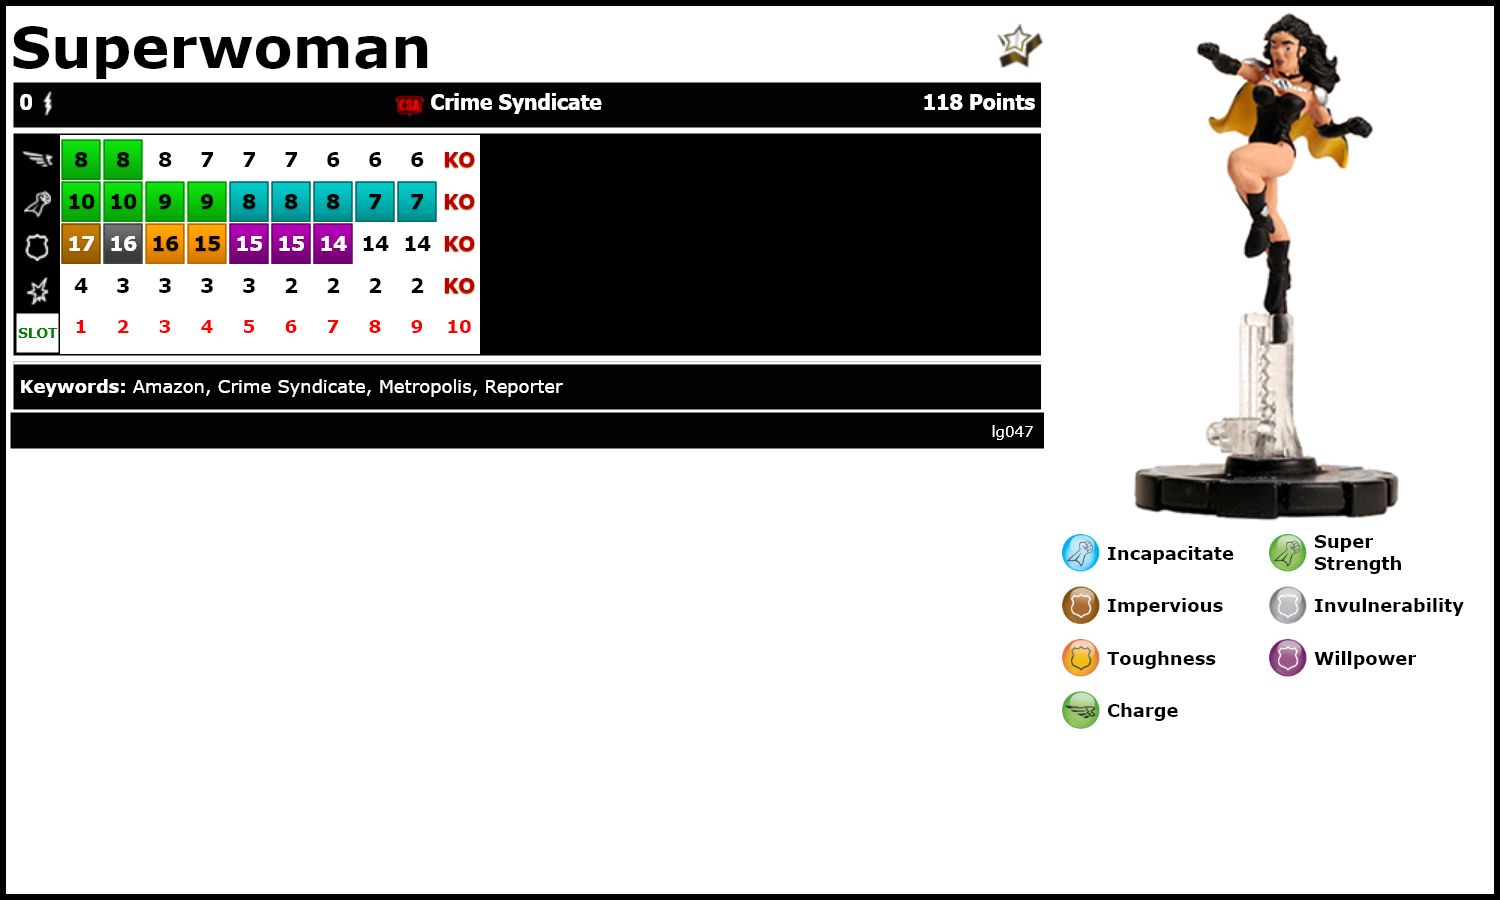 Superwoman
0 CSA Crime Syndicate 118 Points
8 8 8 7 7 7 6 6 6 KO
10 10 9 9 8 8 8 7 7 KO
17 16 16 15 15 15 14 14 14 KO
4 3 3 3 3 2 2 2 2 KO
SLOT 1 2 3 4 5 6 7 8 9 10
Keywords: Amazon, Crime Syndicate, Metropolis, Reporter
lg047
Incapacitate
Super
Strength
Impervious
Invulnerability
Toughness
Willpower
Charge